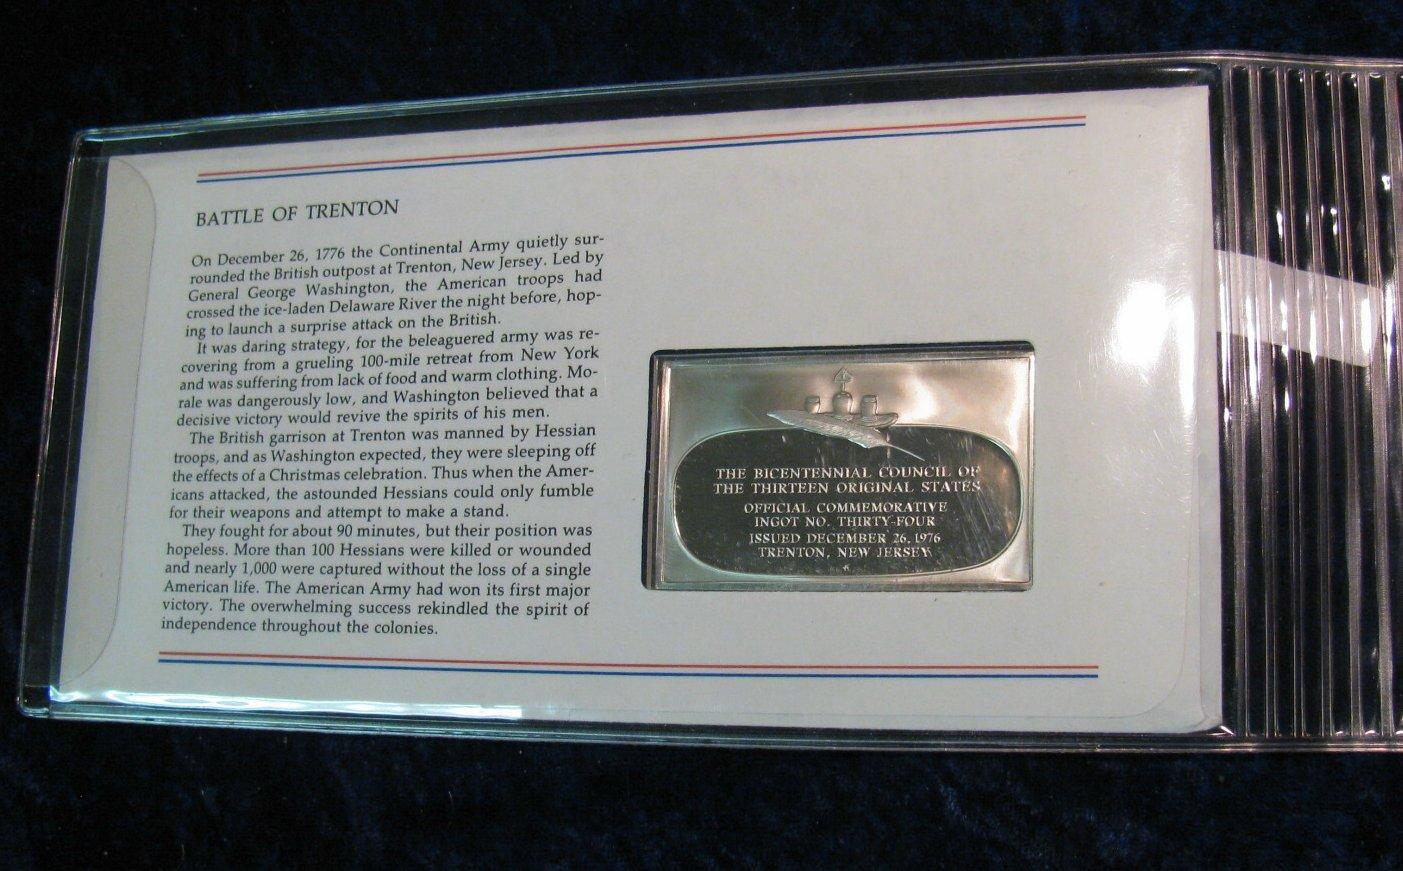 BATTLE OF TRENTON
On December 26, 1776 the Continental Army quietly sur-
rounded the British outpost at Trenton, New Jersey. Led by
General George Washington, the American troops had
crossed the ice-laden Delaware River the night before, hop-
ing to launch a surprise attack on the British.
It was daring strategy, for the beleaguered army was re-
covering from a grueling 100-mile retreat from New York
and was suffering from lack of food and warm clothing. Mo-
rale was dangerously low, and Washington believed that a
decisive victory would revive the spirits of his men.
The British garrison at Trenton was manned by Hessian
troops, and as Washington expected, they were sleeping off
the effects of a Christmas celebration. Thus when the Amer-
icans attacked, the astounded Hessians could only fumble
for their weapons and attempt to make a stand.
They fought for about 90 minutes, but their position was
hopeless. More than 100 Hessians were killed or wounded
and nearly 1,000 were captured without the loss of a single
American life. The American Army had won its first major
victory. The overwhelming success rekindled the spirit of
independence throughout the colonies.
THE BICENTENNIAL COUNCIL OF
THE THIRTEEN ORIGINAL STATES
OFFICIAL COMMEMORATIVE
INGOT NO. THIRTY-FOUR
ISSUED DECEMBER 26, 1976
TRENTON, NEW JERSEY